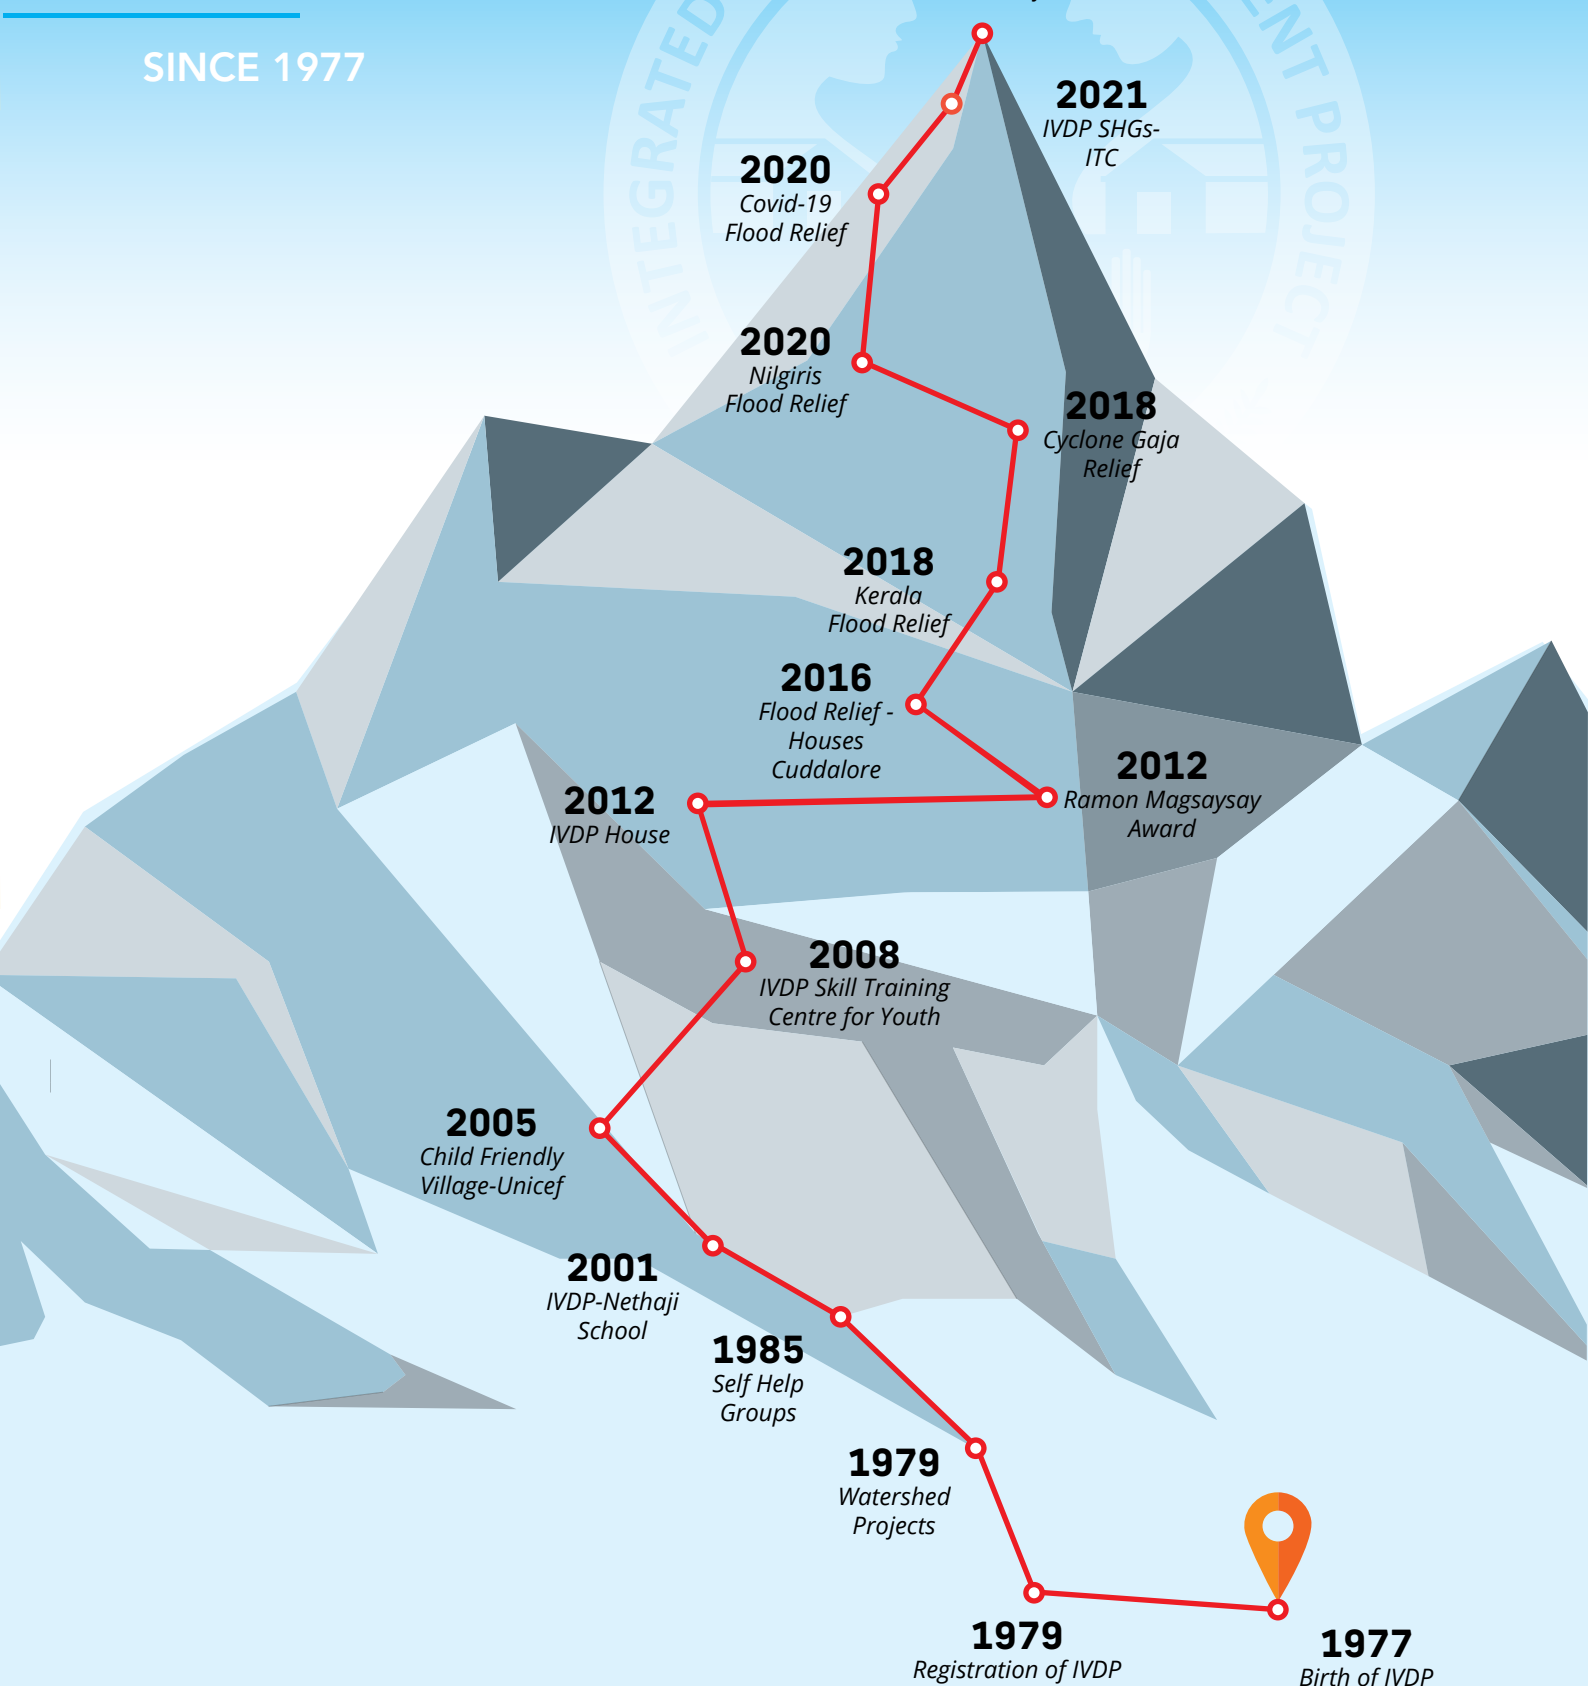 SINCE 1977
INTEGRATED
ENT PROJECT
2021
IVDP SHGs-
ITC
2020
Covid-19
Flood Relief
2020
Nilgiris
Flood Relief
2018
Cyclone Gaja
Relief
2018
Kerala
Flood Relief
2016
Flood Relief -
Houses
Cuddalore
2012
Ramon Magsaysay
Award
2012
IVDP House
2008
IVDP Skill Training
Centre for Youth
2005
Child Friendly
Village-Unicef
2001
IVDP-Nethaji
School
1985
Self Help
Groups
1979
Watershed
Projects
1979
Registration of IVDP
1977
Birth of IVDP